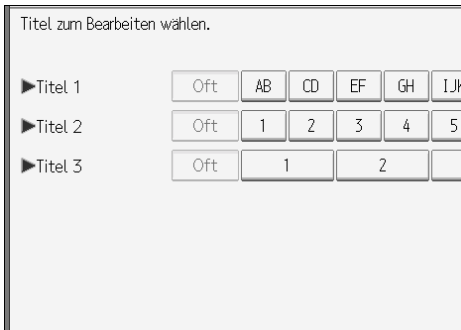 Titel zum Bearbeiten wählen.
▶Titel 1 Oft AB CD EF GH IJK
▶Titel 2 Oft 1 2 3 4 5
▶Titel 3 Oft 1 2